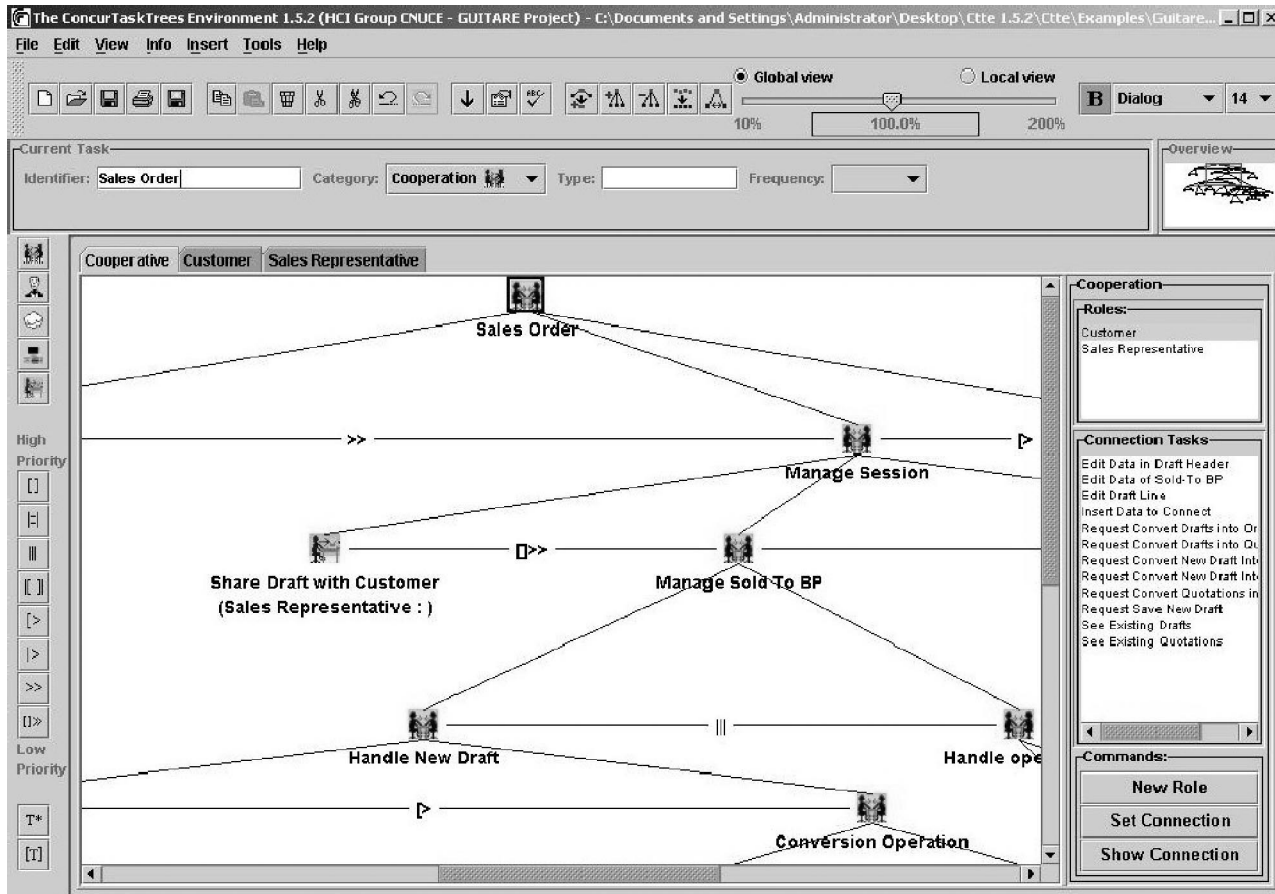 The ConcurTaskTrees Environment 1.5.2 (HCI Group CNUCE - GUITARE Project) - C:\Documents and Settings\Administrator\Desktop\Ctte 1.5.2\Ctte\Examples\Guitare...
File Edit View Info Insert Tools Help
Global view Local view
10% 100.0% 200%
B Dialog 14
Current Task
Identifier: Sales Order Category: Cooperation Type: Frequency:
Overview
Cooperative Customer Sales Representative
High
Priority
[]
|=|
|||
|[]|
[>
|>
>>
[]>>
Low
Priority
T*
[T]
Sales Order
>>
[>
Manage Session
[]>>
Share Draft with Customer
(Sales Representative : )
Manage Sold To BP
|||
Handle New Draft
Handle ope
[>
Conversion Operation
Cooperation
Roles:
Customer
Sales Representative
Connection Tasks
Edit Data in Draft Header
Edit Data of Sold-To BP
Edit Draft Line
Insert Data to Connect
Request Convert Drafts into Or
Request Convert Drafts into Qu
Request Convert New Draft Int
Request Convert New Draft Int
Request Convert Quotations in
Request Save New Draft
See Existing Drafts
See Existing Quotations
Commands:
New Role
Set Connection
Show Connection